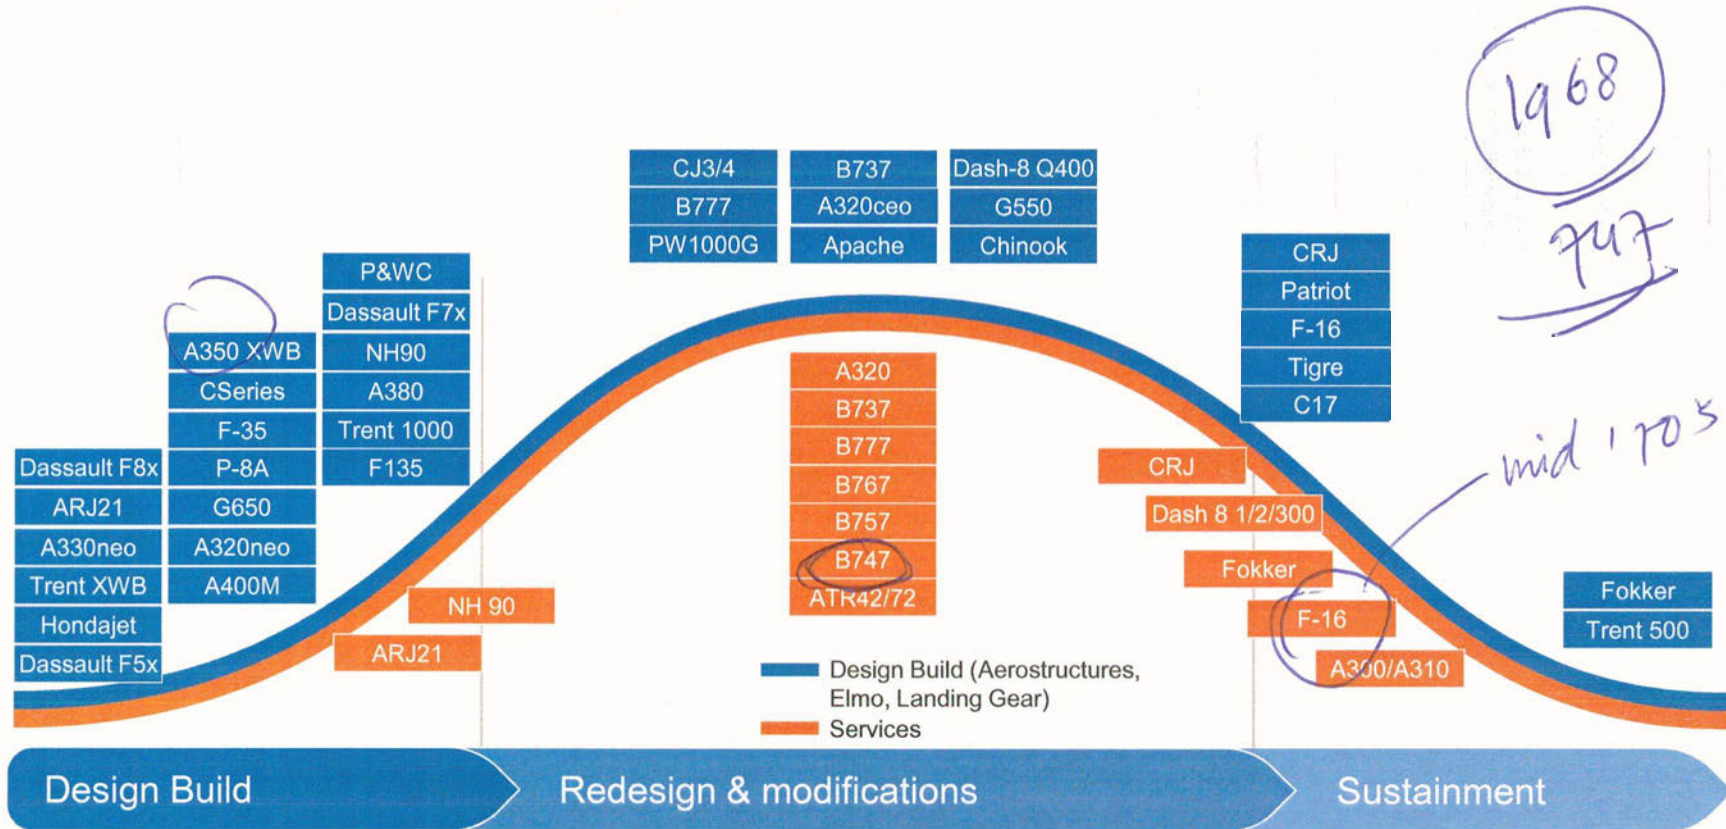 1968
747
CJ3/4
B777
PW1000G
B737
A320ceo
Apache
Dash-8 Q400
G550
Chinook
P&WC
Dassault F7x
NH90
A380
Trent 1000
F135
A350 XWB
CSeries
F-35
P-8A
G650
A320neo
A400M
Dassault F8x
ARJ21
A330neo
Trent XWB
Hondajet
Dassault F5x
CRJ
Patriot
F-16
Tigre
C17
A320
B737
B777
B767
B757
B747
ATR42/72
NH 90
ARJ21
CRJ
Dash 8 1/2/300
Fokker
F-16
A300/A310
mid '70s
Fokker
Trent 500
Design Build (Aerostructures,
Elmo, Landing Gear)
Services
Design Build
Redesign & modifications
Sustainment